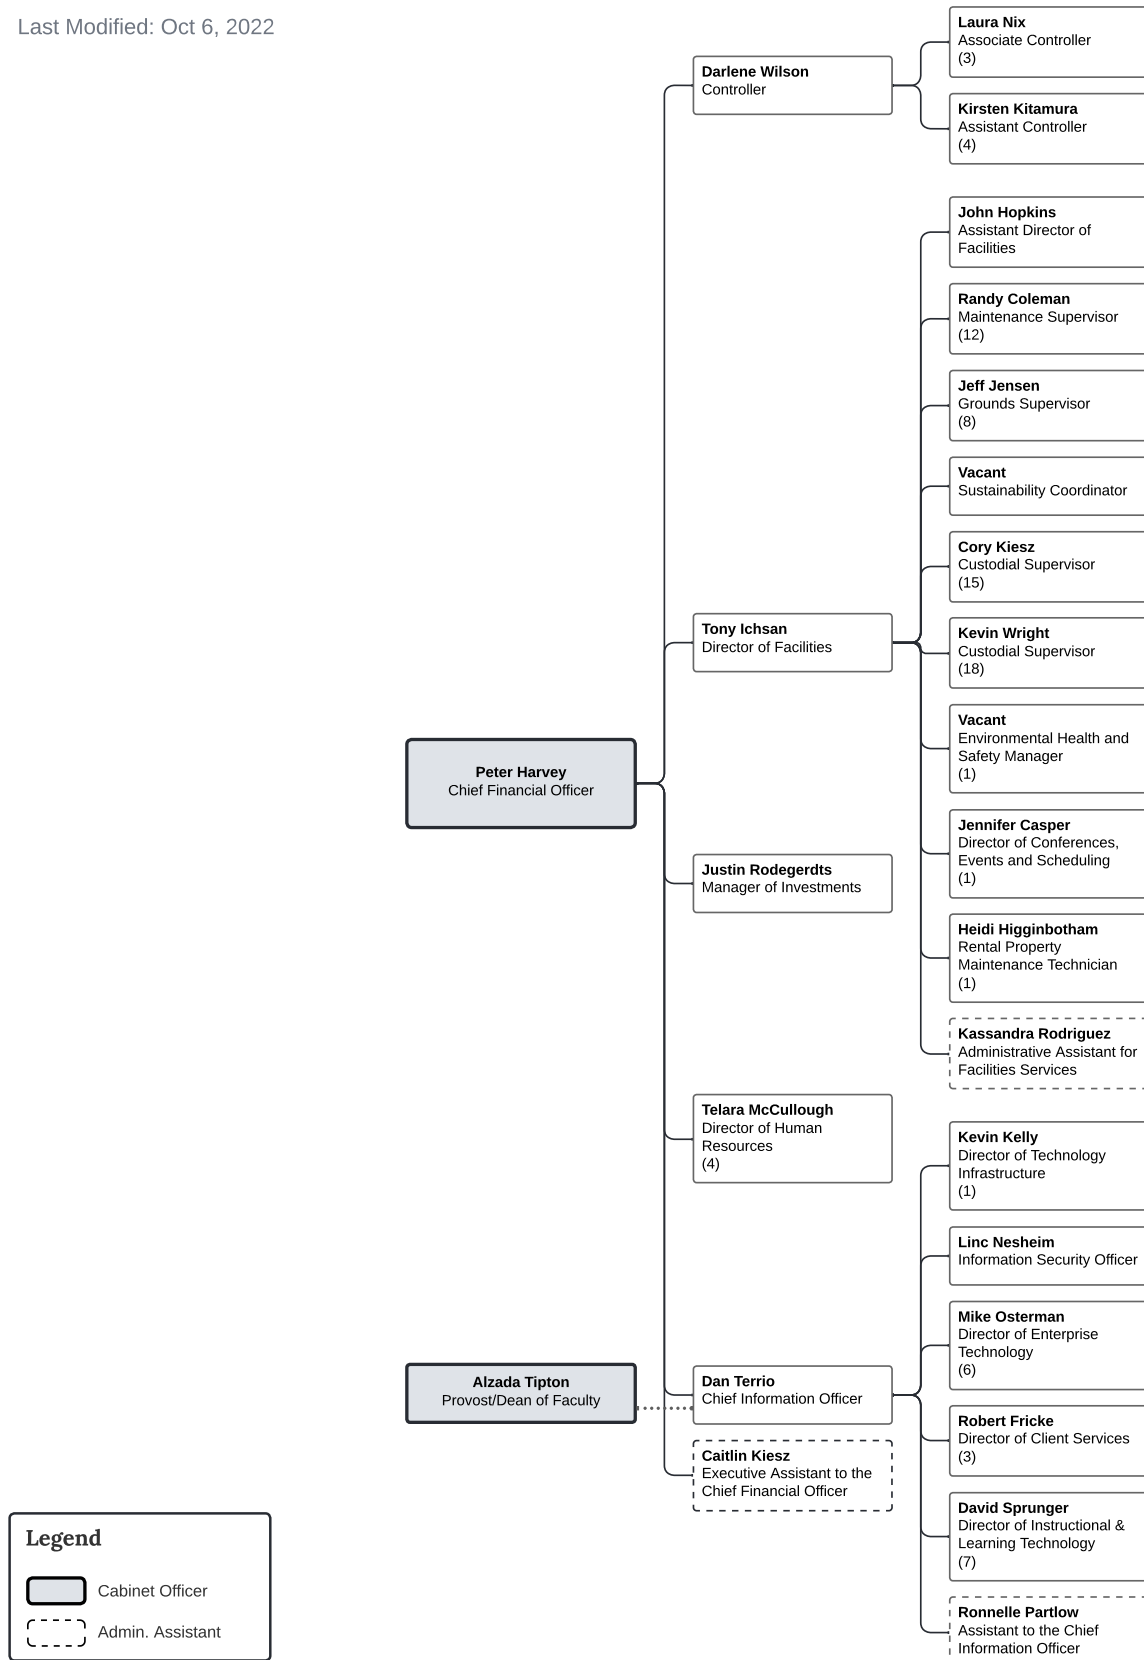 Last Modified: Oct 6, 2022
Peter Harvey
Chief Financial Officer
Alzada Tipton
Provost/Dean of Faculty
Darlene Wilson
Controller
Tony Ichsan
Director of Facilities
Justin Rodegerdts
Manager of Investments
Telara McCullough
Director of Human
Resources
(4)
Dan Terrio
Chief Information Officer
Caitlin Kiesz
Executive Assistant to the
Chief Financial Officer
Laura Nix
Associate Controller
(3)
Kirsten Kitamura
Assistant Controller
(4)
John Hopkins
Assistant Director of
Facilities
Randy Coleman
Maintenance Supervisor
(12)
Jeff Jensen
Grounds Supervisor
(8)
Vacant
Sustainability Coordinator
Cory Kiesz
Custodial Supervisor
(15)
Kevin Wright
Custodial Supervisor
(18)
Vacant
Environmental Health and
Safety Manager
(1)
Jennifer Casper
Director of Conferences,
Events and Scheduling
(1)
Heidi Higginbotham
Rental Property
Maintenance Technician
(1)
Kassandra Rodriguez
Administrative Assistant for
Facilities Services
Kevin Kelly
Director of Technology
Infrastructure
(1)
Linc Nesheim
Information Security Officer
Mike Osterman
Director of Enterprise
Technology
(6)
Robert Fricke
Director of Client Services
(3)
David Sprunger
Director of Instructional &
Learning Technology
(7)
Ronnelle Partlow
Assistant to the Chief
Information Officer
Legend
Cabinet Officer
Admin. Assistant